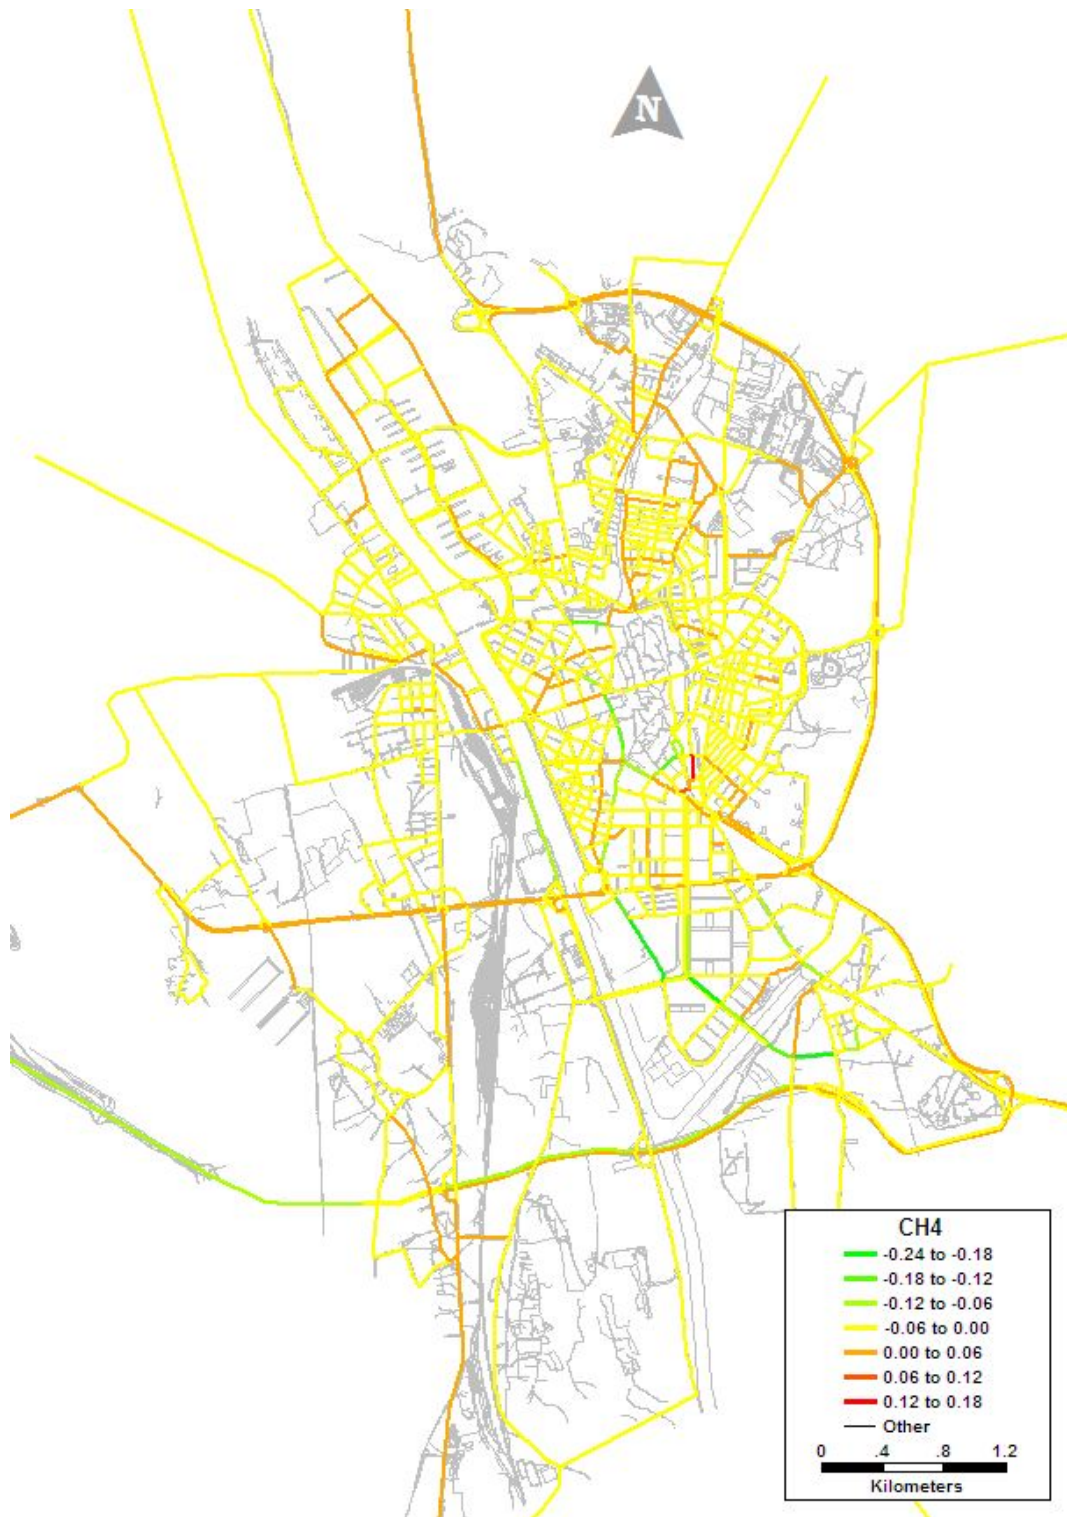 N
CH4
-0.24 to -0.18
-0.18 to -0.12
-0.12 to -0.06
-0.06 to 0.00
0.00 to 0.06
0.06 to 0.12
0.12 to 0.18
Other
0 .4 .8 1.2
Kilometers